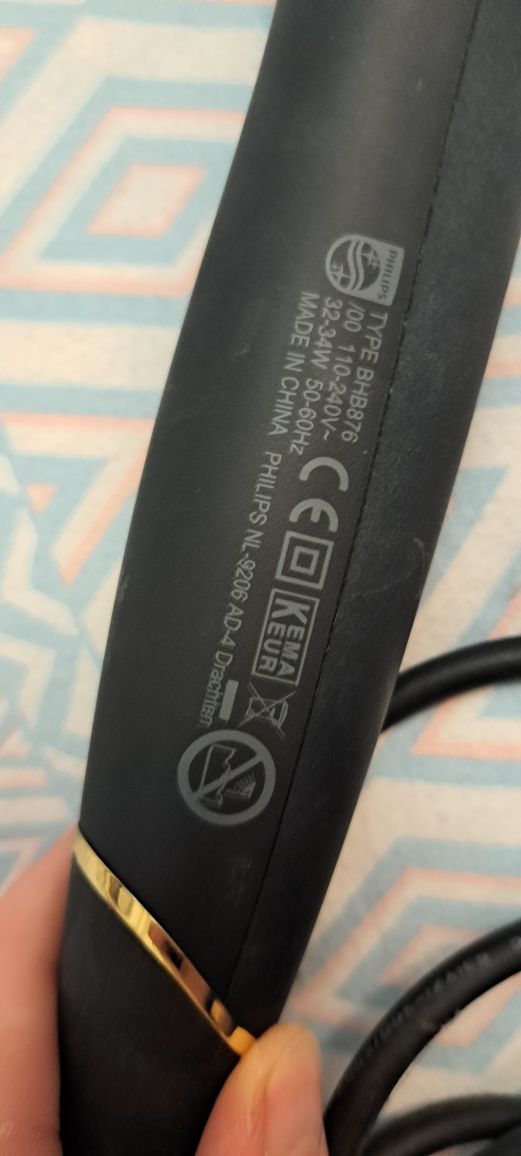 PHILIPS
TYPE BHB876
/00 110-240V~
32-34W 50-60Hz
MADE IN CHINA PHILIPS NL-9206 AD-4 Drachten
CE
KEMA
KEUR